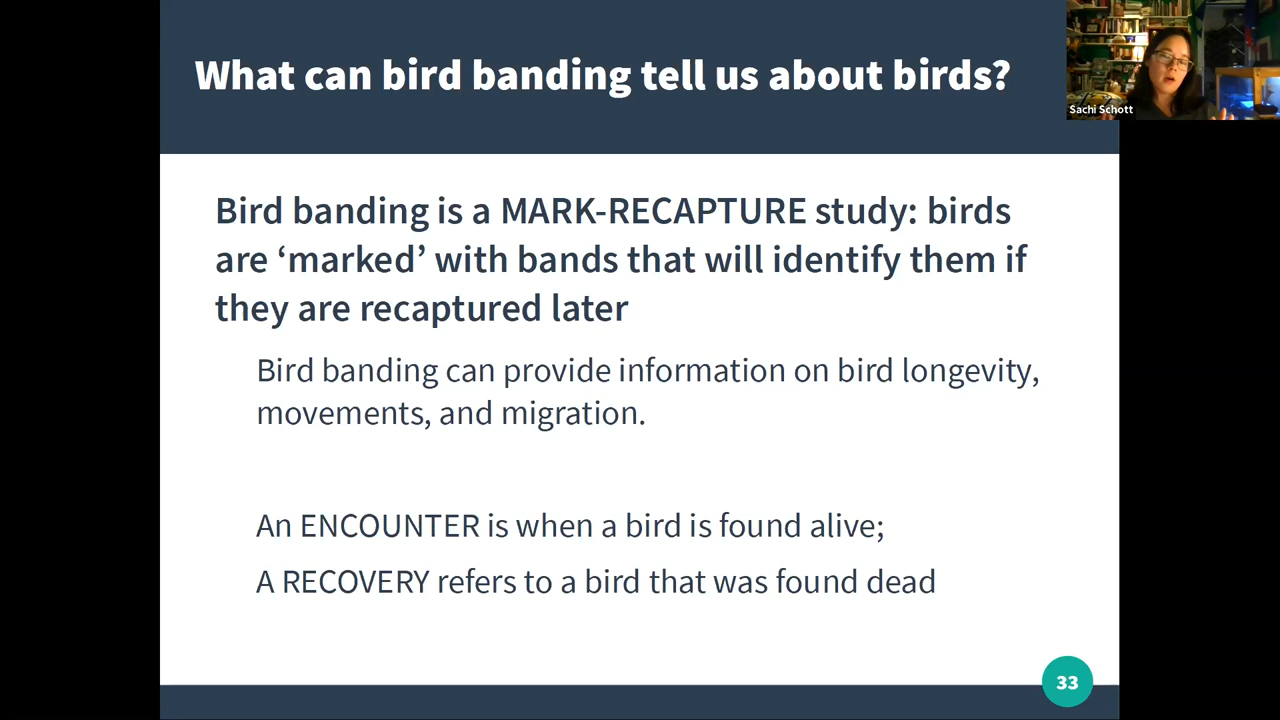 What can bird banding tell us about birds?
Sachi Schott
Bird banding is a MARK-RECAPTURE study: birds
are ‘marked’ with bands that will identify them if
they are recaptured later
Bird banding can provide information on bird longevity,
movements, and migration.
An ENCOUNTER is when a bird is found alive;
A RECOVERY refers to a bird that was found dead
33